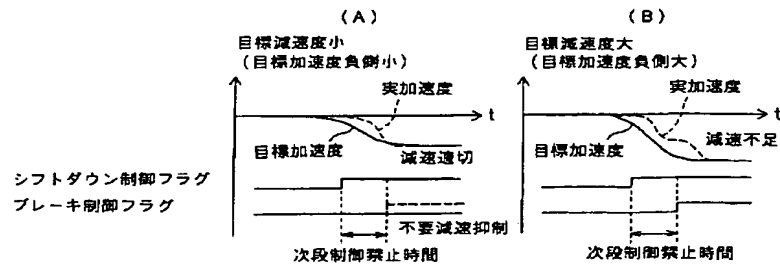 (A)
目標減速度小
(目標加速度負側小)
実加速度
t
目標加速度
減速適切
(B)
目標減速度大
(目標加速度負側大)
実加速度
t
目標加速度
減速不足
シフトダウン制御フラグ
ブレーキ制御フラグ
不要減速抑制
次段制御禁止時間
次段制御禁止時間